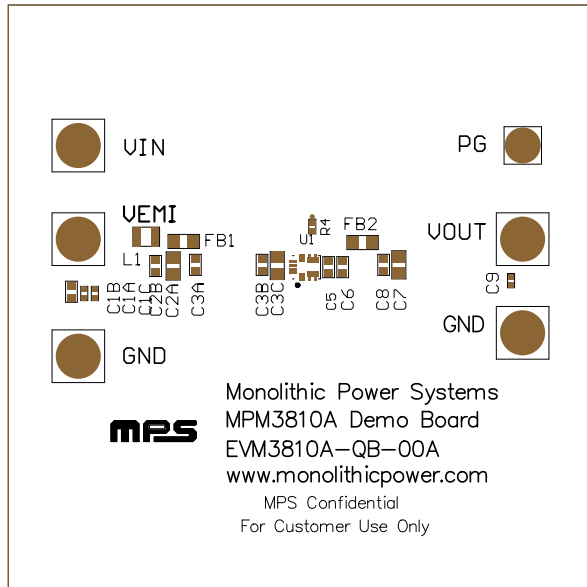 VIN
PG
VEMI
VOUT
L1
FB1
U1
R4
FB2
C1B
C1A
C1C
C2B
C2A
C3A
C3B
C3C
C5
C6
C8
C7
C9
GND
GND
Monolithic Power Systems
MPM3810A Demo Board
mps
EVM3810A-QB-00A
www.monolithicpower.com
MPS Confidential
For Customer Use Only